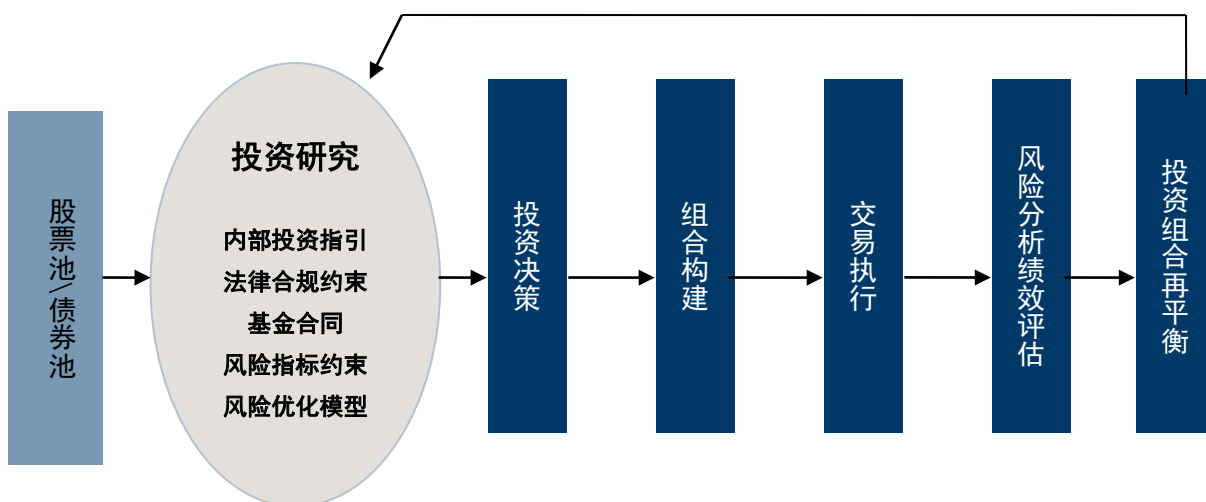 股票池/债券池
投资研究
内部投资指引
法律合规约束
基金合同
风险指标约束
风险优化模型
投资决策
组合构建
交易执行
风险分析绩效评估
投资组合再平衡